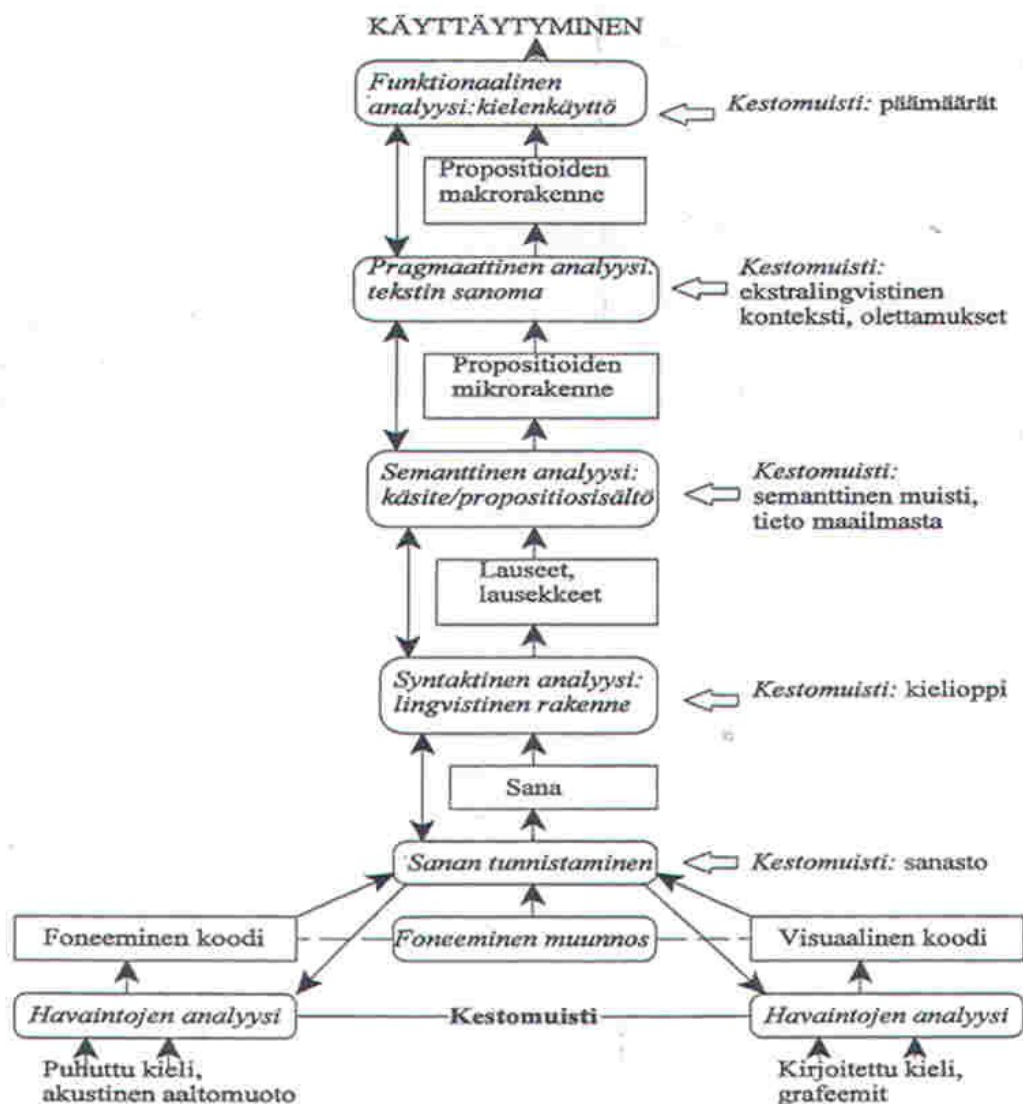 KÄYTTÄYTYMINEN
Funktionaalinen
analyysi:kielenkäyttö
Kestomuisti: päämäärät
Propositioiden
makrorakenne
Pragmaattinen analyysi:
tekstin sanoma
Kestomuisti:
ekstralingvistinen
konteksti, olettamukset
Propositioiden
mikrorakenne
Semanttinen analyysi:
käsite/propositiosisältö
Kestomuisti:
semanttinen muisti,
tieto maailmasta
Lauseet,
lausekkeet
Syntaktinen analyysi:
lingvistinen rakenne
Kestomuisti: kielioppi
Sana
Sanan tunnistaminen
Kestomuisti: sanasto
Foneeminen koodi
Foneeminen muunnos
Visuaalinen koodi
Havaintojen analyysi
Kestomuisti
Havaintojen analyysi
Puhuttu kieli,
akustinen aaltomuoto
Kirjoitettu kieli,
grafeemit